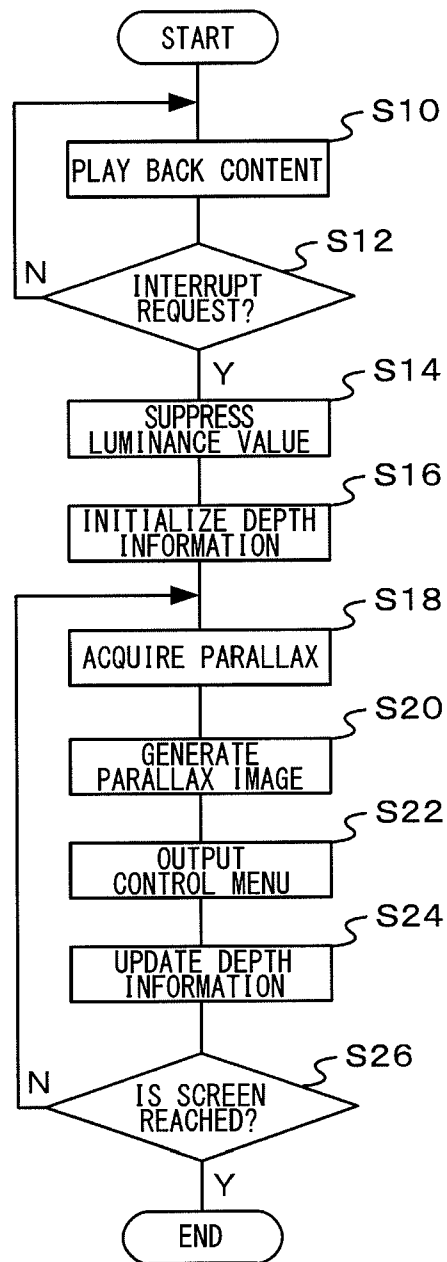 START
S10
PLAY BACK CONTENT
S12
N
INTERRUPT
REQUEST?
Y
S14
SUPPRESS
LUMINANCE VALUE
S16
INITIALIZE DEPTH
INFORMATION
S18
ACQUIRE PARALLAX
S20
GENERATE
PARALLAX IMAGE
S22
OUTPUT
CONTROL MENU
S24
UPDATE DEPTH
INFORMATION
S26
N
IS SCREEN
REACHED?
Y
END